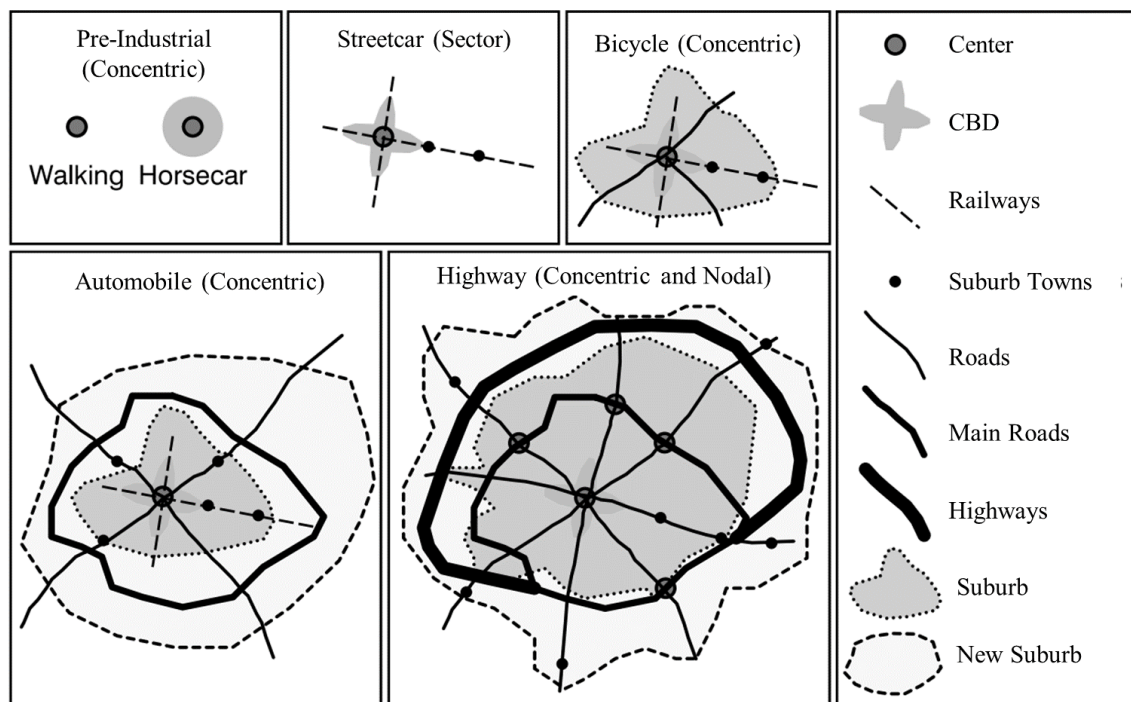 Pre-Industrial
(Concentric)
Walking
Horsecar
Streetcar (Sector)
Bicycle (Concentric)
Automobile (Concentric)
Highway (Concentric and Nodal)
Center
CBD
Railways
Suburb Towns
Roads
Main Roads
Highways
Suburb
New Suburb